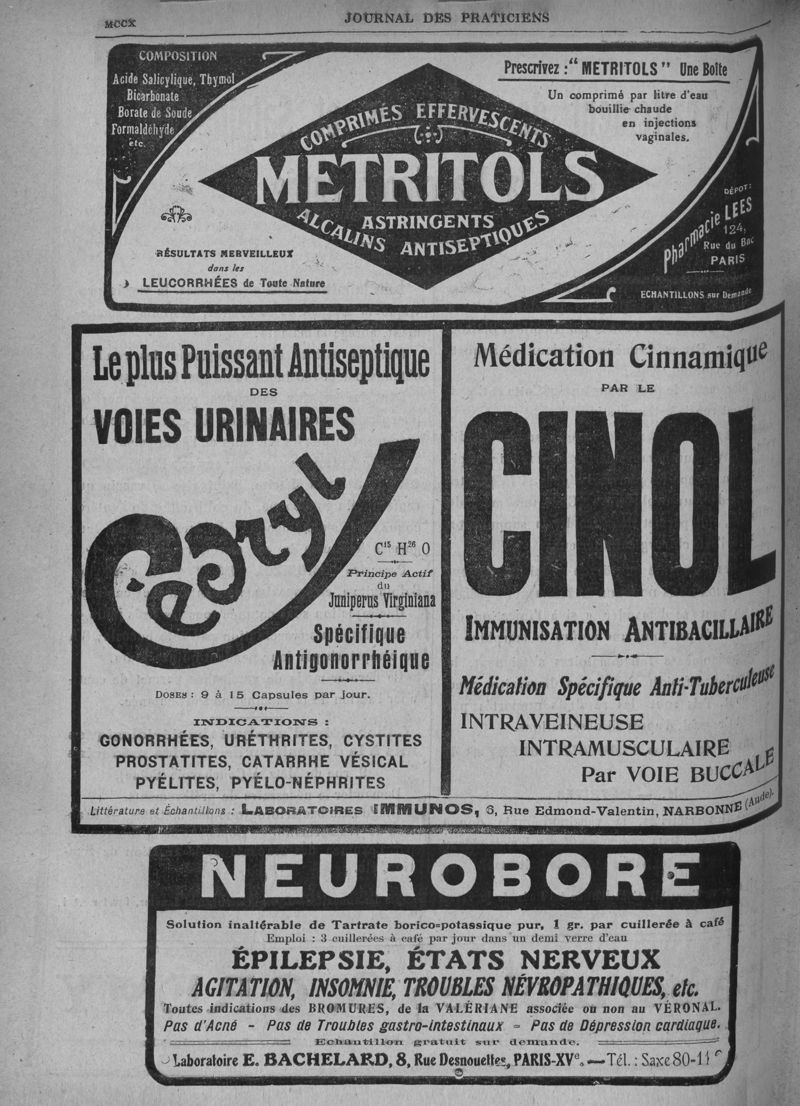 MCCX
JOURNAL DES PRATICIENS
COMPOSITION
Acide Salicylique, Thymol
Bicarbonate
Borate de Soude
Formaldéhyde
etc.
Prescrivez : "METRITOLS" Une Boîte
Un comprimé par litre d'eau
bouillie chaude
en injections
vaginales.
COMPRIMÉS EFFERVESCENTS
METRITOLS
ASTRINGENTS
ALCALINS ANTISEPTIQUES
RÉSULTATS MERVEILLEUX
dans les
LEUCORRHÉES de Toute Nature
DÉPOT :
Pharmacie LEES
124,
Rue du Bac
PARIS
ECHANTILLONS sur Demande
Le plus Puissant Antiseptique
DES
VOIES URINAIRES
Cédryl
C¹⁵ H²⁶ O
Principe Actif
du
Juniperus Virginiana
Spécifique
Antigonorrhéique
DOSES : 9 à 15 Capsules par jour.
INDICATIONS :
GONORRHÉES, URÉTHRITES, CYSTITES
PROSTATITES, CATARRHE VÉSICAL
PYÉLITES, PYÉLO-NÉPHRITES
Médication Cinnamique
PAR LE
CINOL
IMMUNISATION ANTIBACILLAIRE
Médication Spécifique Anti-Tuberculeuse
INTRAVEINEUSE
INTRAMUSCULAIRE
Par VOIE BUCCALE
Littérature et Échantillons : LABORATOIRES IMMUNOS, 6, Rue Edmond-Valentin, NARBONNE (Aude).
NEUROBORE
Solution inaltérable de Tartrate borico=potassique pur, 1 gr. par cuillerée à café
Emploi : 3 cuillerées à café par jour dans un demi verre d'eau
ÉPILEPSIE, ÉTATS NERVEUX
AGITATION, INSOMNIE, TROUBLES NÉVROPATHIQUES, etc.
Toutes indications des BROMURES, de la VALÉRIANE associée ou non au VÉRONAL.
Pas d'Acné - Pas de Troubles gastro-intestinaux - Pas de Dépression cardiaque.
Echantillon gratuit sur demande.
Laboratoire E. BACHELARD, 8, Rue Desnouettes, PARIS-XVᵉ. — Tél. : Saxe